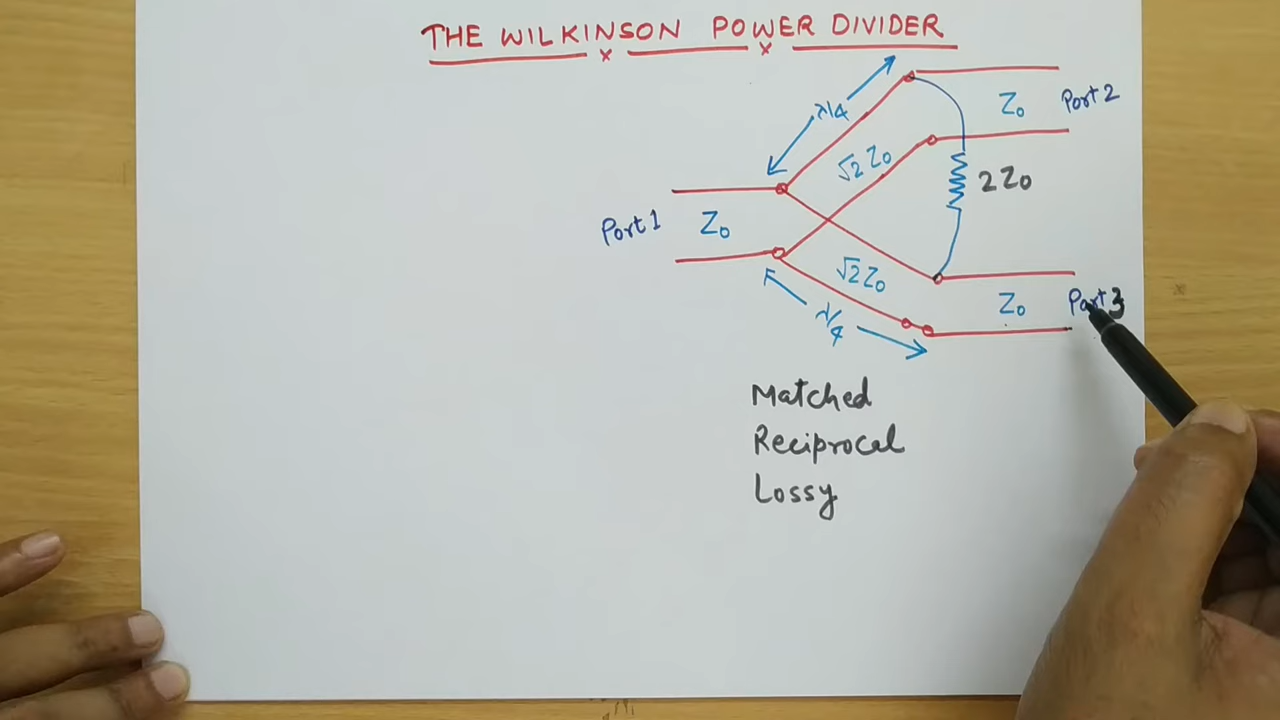 THE WILKINSON POWER DIVIDER
λ/4
Z₀
Port 2
√2 Z₀
2Z₀
Port 1
Z₀
√2 Z₀
Z₀
Port 3
λ/4
Matched
Reciprocal
Lossy